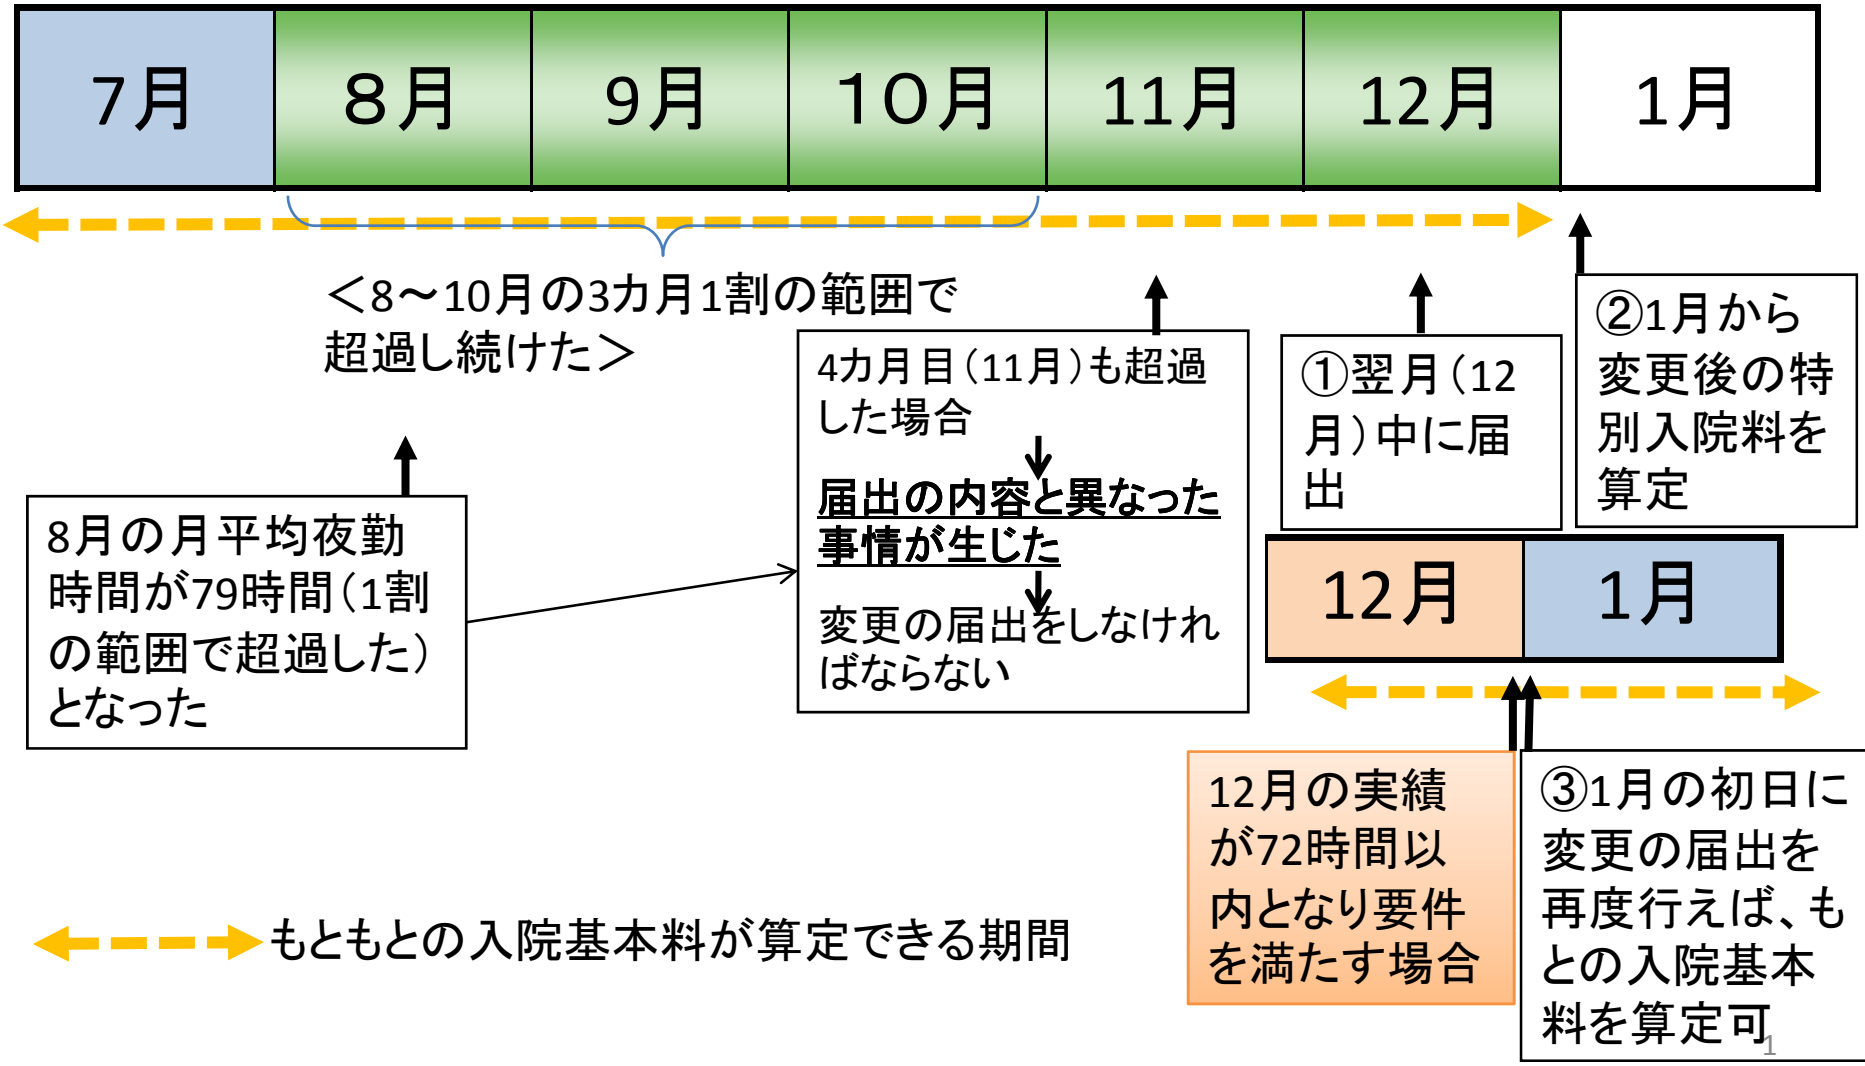 7月
８月
9月
１０月
11月
12月
1月
＜8～10月の3カ月1割の範囲で
超過し続けた＞
8月の月平均夜勤
時間が79時間（1割
の範囲で超過した）
となった
4カ月目（11月）も超過
した場合
届出の内容と異なった
事情が生じた
変更の届出をしなけれ
ばならない
①翌月（12
月）中に届
出
②1月から
変更後の特
別入院料を
算定
12月
1月
12月の実績
が72時間以
内となり要件
を満たす場合
③1月の初日に
変更の届出を
再度行えば、も
との入院基本
料を算定可
もともとの入院基本料が算定できる期間
1